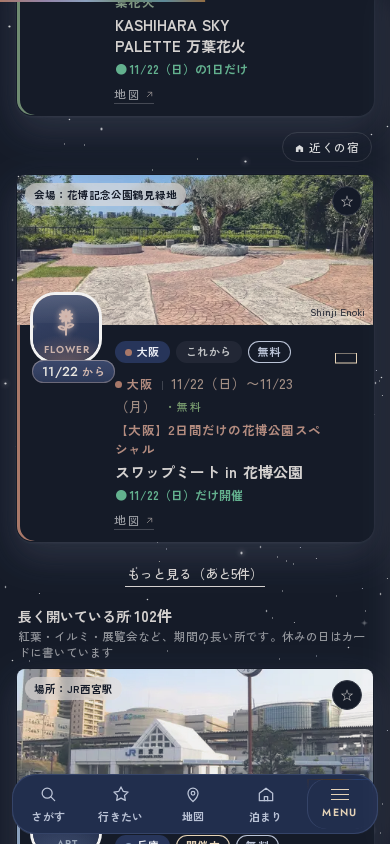 葉花火
KASHIHARA SKY
PALETTE 万葉花火
11/22（日）の1日だけ
地図 ↗
近くの宿
会場：花博記念公園鶴見緑地
Shinji Enoki
FLOWER
11/22 から
大阪 これから 無料
大阪 | 11/22（日）〜11/23
（月） ・無料
【大阪】2日間だけの花博公園スペ
シャル
スワップミート in 花博公園
11/22（日）だけ開催
地図 ↗
もっと見る（あと5件）
長く開いている所 102件
紅葉・イルミ・展覧会など、期間の長い所です。休みの日はカー
ドに書いています
場所：JR西宮駅
さがす 行きたい 地図 泊まり MENU